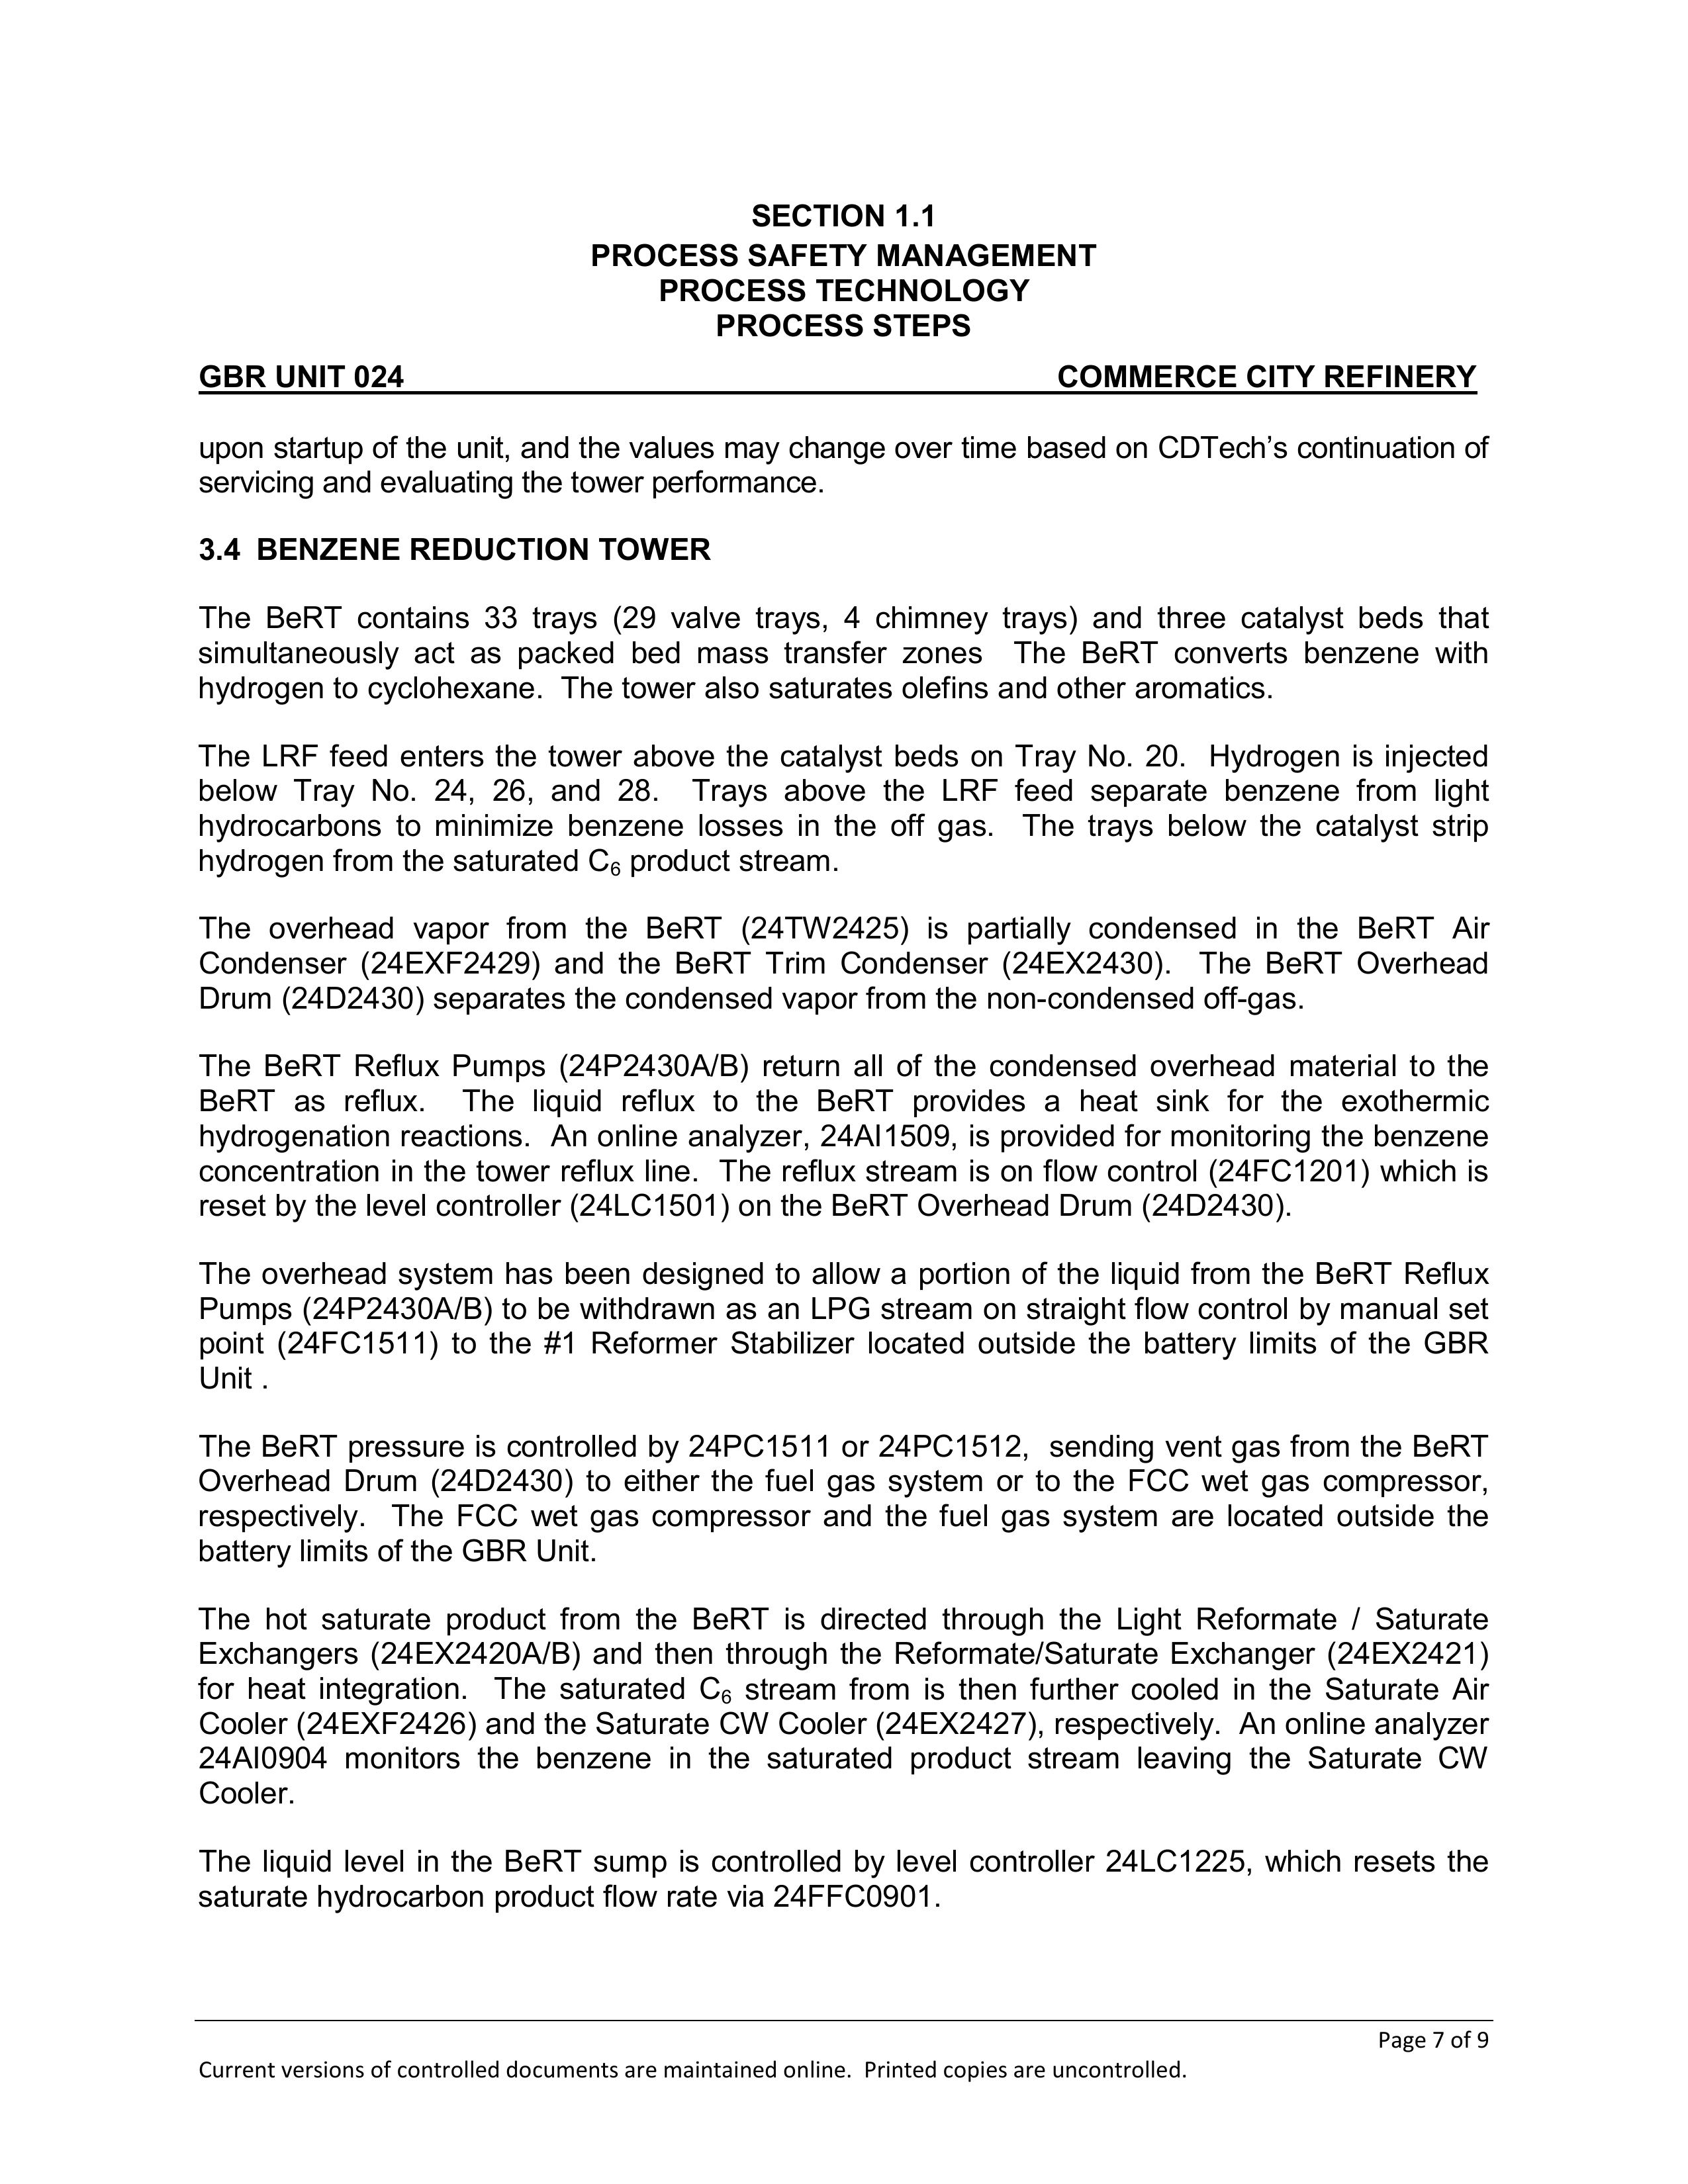 SECTION 1.1
PROCESS SAFETY MANAGEMENT
PROCESS TECHNOLOGY
PROCESS STEPS
GBR UNIT 024 COMMERCE CITY REFINERY
upon startup of the unit, and the values may change over time based on CDTech’s continuation of
servicing and evaluating the tower performance.
3.4 BENZENE REDUCTION TOWER
The BeRT contains 33 trays (29 valve trays, 4 chimney trays) and three catalyst beds that
simultaneously act as packed bed mass transfer zones The BeRT converts benzene with
hydrogen to cyclohexane. The tower also saturates olefins and other aromatics.
The LRF feed enters the tower above the catalyst beds on Tray No. 20. Hydrogen is injected
below Tray No. 24, 26, and 28. Trays above the LRF feed separate benzene from light
hydrocarbons to minimize benzene losses in the off gas. The trays below the catalyst strip
hydrogen from the saturated C₆ product stream.
The overhead vapor from the BeRT (24TW2425) is partially condensed in the BeRT Air
Condenser (24EXF2429) and the BeRT Trim Condenser (24EX2430). The BeRT Overhead
Drum (24D2430) separates the condensed vapor from the non-condensed off-gas.
The BeRT Reflux Pumps (24P2430A/B) return all of the condensed overhead material to the
BeRT as reflux. The liquid reflux to the BeRT provides a heat sink for the exothermic
hydrogenation reactions. An online analyzer, 24AI1509, is provided for monitoring the benzene
concentration in the tower reflux line. The reflux stream is on flow control (24FC1201) which is
reset by the level controller (24LC1501) on the BeRT Overhead Drum (24D2430).
The overhead system has been designed to allow a portion of the liquid from the BeRT Reflux
Pumps (24P2430A/B) to be withdrawn as an LPG stream on straight flow control by manual set
point (24FC1511) to the #1 Reformer Stabilizer located outside the battery limits of the GBR
Unit .
The BeRT pressure is controlled by 24PC1511 or 24PC1512, sending vent gas from the BeRT
Overhead Drum (24D2430) to either the fuel gas system or to the FCC wet gas compressor,
respectively. The FCC wet gas compressor and the fuel gas system are located outside the
battery limits of the GBR Unit.
The hot saturate product from the BeRT is directed through the Light Reformate / Saturate
Exchangers (24EX2420A/B) and then through the Reformate/Saturate Exchanger (24EX2421)
for heat integration. The saturated C₆ stream from is then further cooled in the Saturate Air
Cooler (24EXF2426) and the Saturate CW Cooler (24EX2427), respectively. An online analyzer
24AI0904 monitors the benzene in the saturated product stream leaving the Saturate CW
Cooler.
The liquid level in the BeRT sump is controlled by level controller 24LC1225, which resets the
saturate hydrocarbon product flow rate via 24FFC0901.
Page 7 of 9
Current versions of controlled documents are maintained online. Printed copies are uncontrolled.